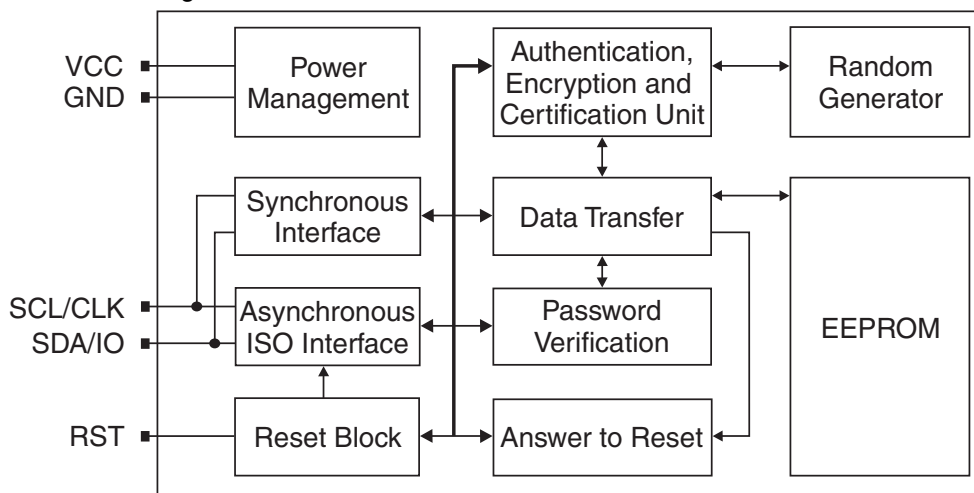 VCC
GND
Power
Management
Authentication,
Encryption and
Certification Unit
Random
Generator
Synchronous
Interface
Data Transfer
SCL/CLK
SDA/IO
Asynchronous
ISO Interface
Password
Verification
EEPROM
RST
Reset Block
Answer to Reset